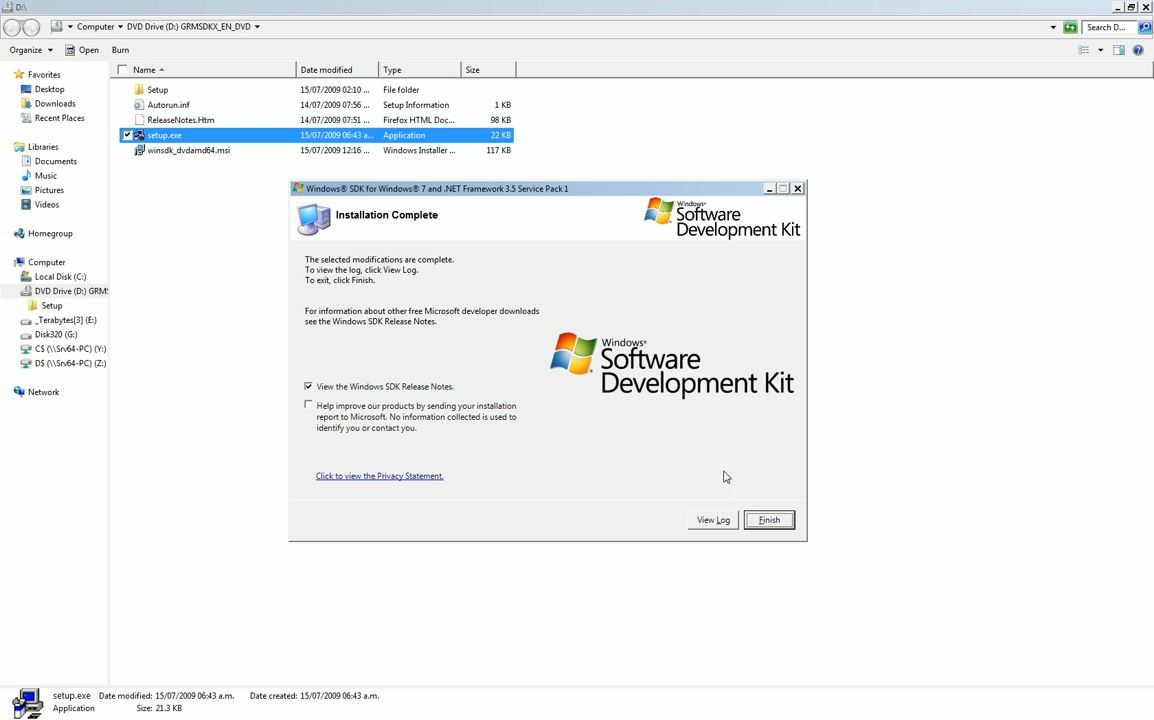 D:\
Computer DVD Drive (D:) GRMSDKX_EN_DVD Search D...
Organize Open Burn
Name Date modified Type Size
Setup 15/07/2009 02:10 ... File folder
Autorun.inf 14/07/2009 07:56 ... Setup Information 1 KB
ReleaseNotes.Htm 14/07/2009 07:51 ... Firefox HTML Doc... 98 KB
setup.exe 15/07/2009 06:43 a... Application 22 KB
winsdk_dvdamd64.msi 15/07/2009 12:16 ... Windows Installer ... 117 KB
Favorites
Desktop
Downloads
Recent Places
Libraries
Documents
Music
Pictures
Videos
Homegroup
Computer
Local Disk (C:)
DVD Drive (D:) GRMS
Setup
_Terabytes[3] (E:)
Disk320 (G:)
C$ (\\Srv64-PC) (Y:)
D$ (\\Srv64-PC) (Z:)
Network
Windows® SDK for Windows® 7 and .NET Framework 3.5 Service Pack 1
Installation Complete
Windows®
Software
Development Kit
The selected modifications are complete.
To view the log, click View Log.
To exit, click Finish.
For information about other free Microsoft developer downloads
see the Windows SDK Release Notes.
Windows®
Software
Development Kit
View the Windows SDK Release Notes.
Help improve our products by sending your installation
report to Microsoft. No information collected is used to
identify you or contact you.
Click to view the Privacy Statement.
View Log Finish
setup.exe Date modified: 15/07/2009 06:43 a.m. Date created: 15/07/2009 06:43 a.m.
Application Size: 21.3 KB